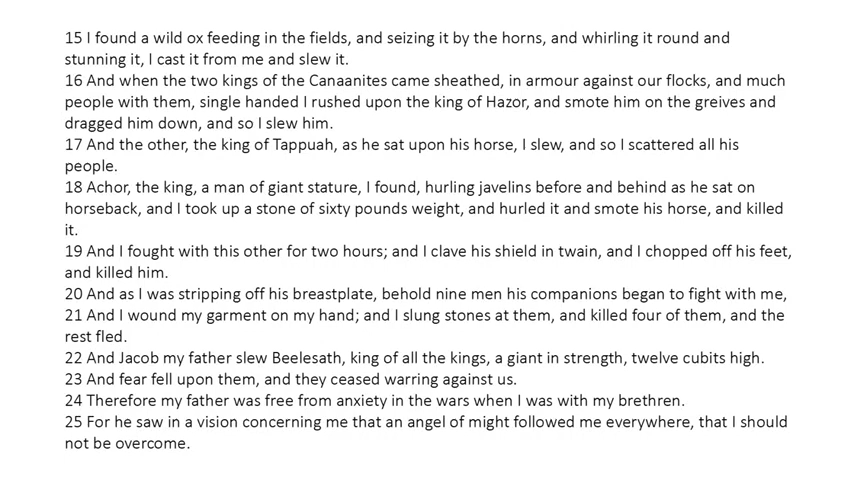 15 I found a wild ox feeding in the fields, and seizing it by the horns, and whirling it round and
stunning it, I cast it from me and slew it.
16 And when the two kings of the Canaanites came sheathed, in armour against our flocks, and much
people with them, single handed I rushed upon the king of Hazor, and smote him on the greives and
dragged him down, and so I slew him.
17 And the other, the king of Tappuah, as he sat upon his horse, I slew, and so I scattered all his
people.
18 Achor, the king, a man of giant stature, I found, hurling javelins before and behind as he sat on
horseback, and I took up a stone of sixty pounds weight, and hurled it and smote his horse, and killed
it.
19 And I fought with this other for two hours; and I clave his shield in twain, and I chopped off his feet,
and killed him.
20 And as I was stripping off his breastplate, behold nine men his companions began to fight with me,
21 And I wound my garment on my hand; and I slung stones at them, and killed four of them, and the
rest fled.
22 And Jacob my father slew Beelesath, king of all the kings, a giant in strength, twelve cubits high.
23 And fear fell upon them, and they ceased warring against us.
24 Therefore my father was free from anxiety in the wars when I was with my brethren.
25 For he saw in a vision concerning me that an angel of might followed me everywhere, that I should
not be overcome.